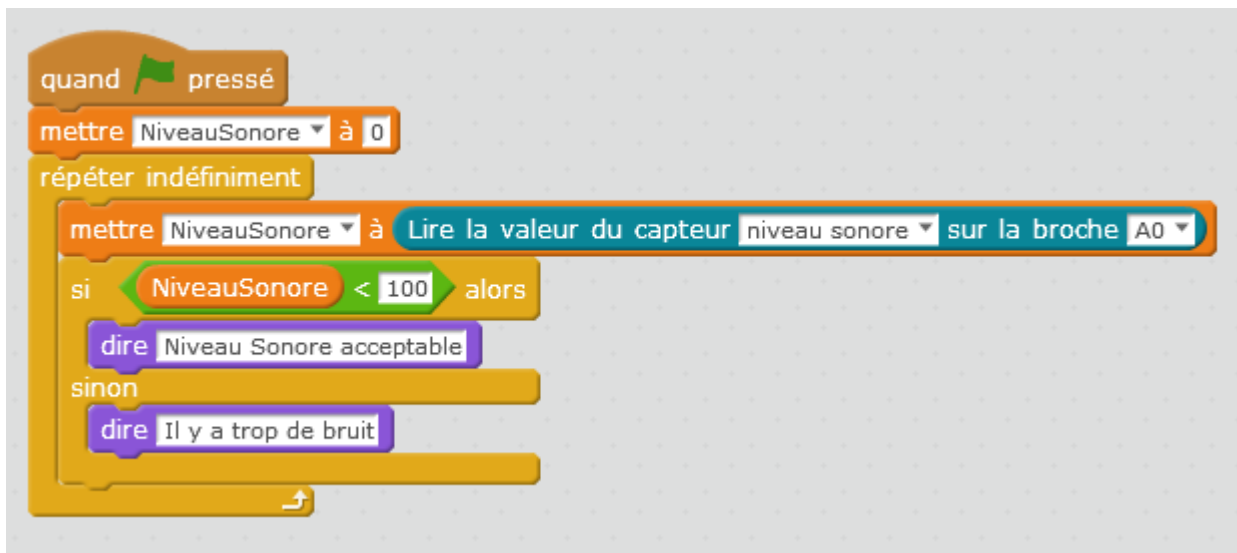 quand pressé
mettre NiveauSonore à 0
répéter indéfiniment
mettre NiveauSonore à Lire la valeur du capteur niveau sonore sur la broche A0
si NiveauSonore < 100 alors
dire Niveau Sonore acceptable
sinon
dire Il y a trop de bruit